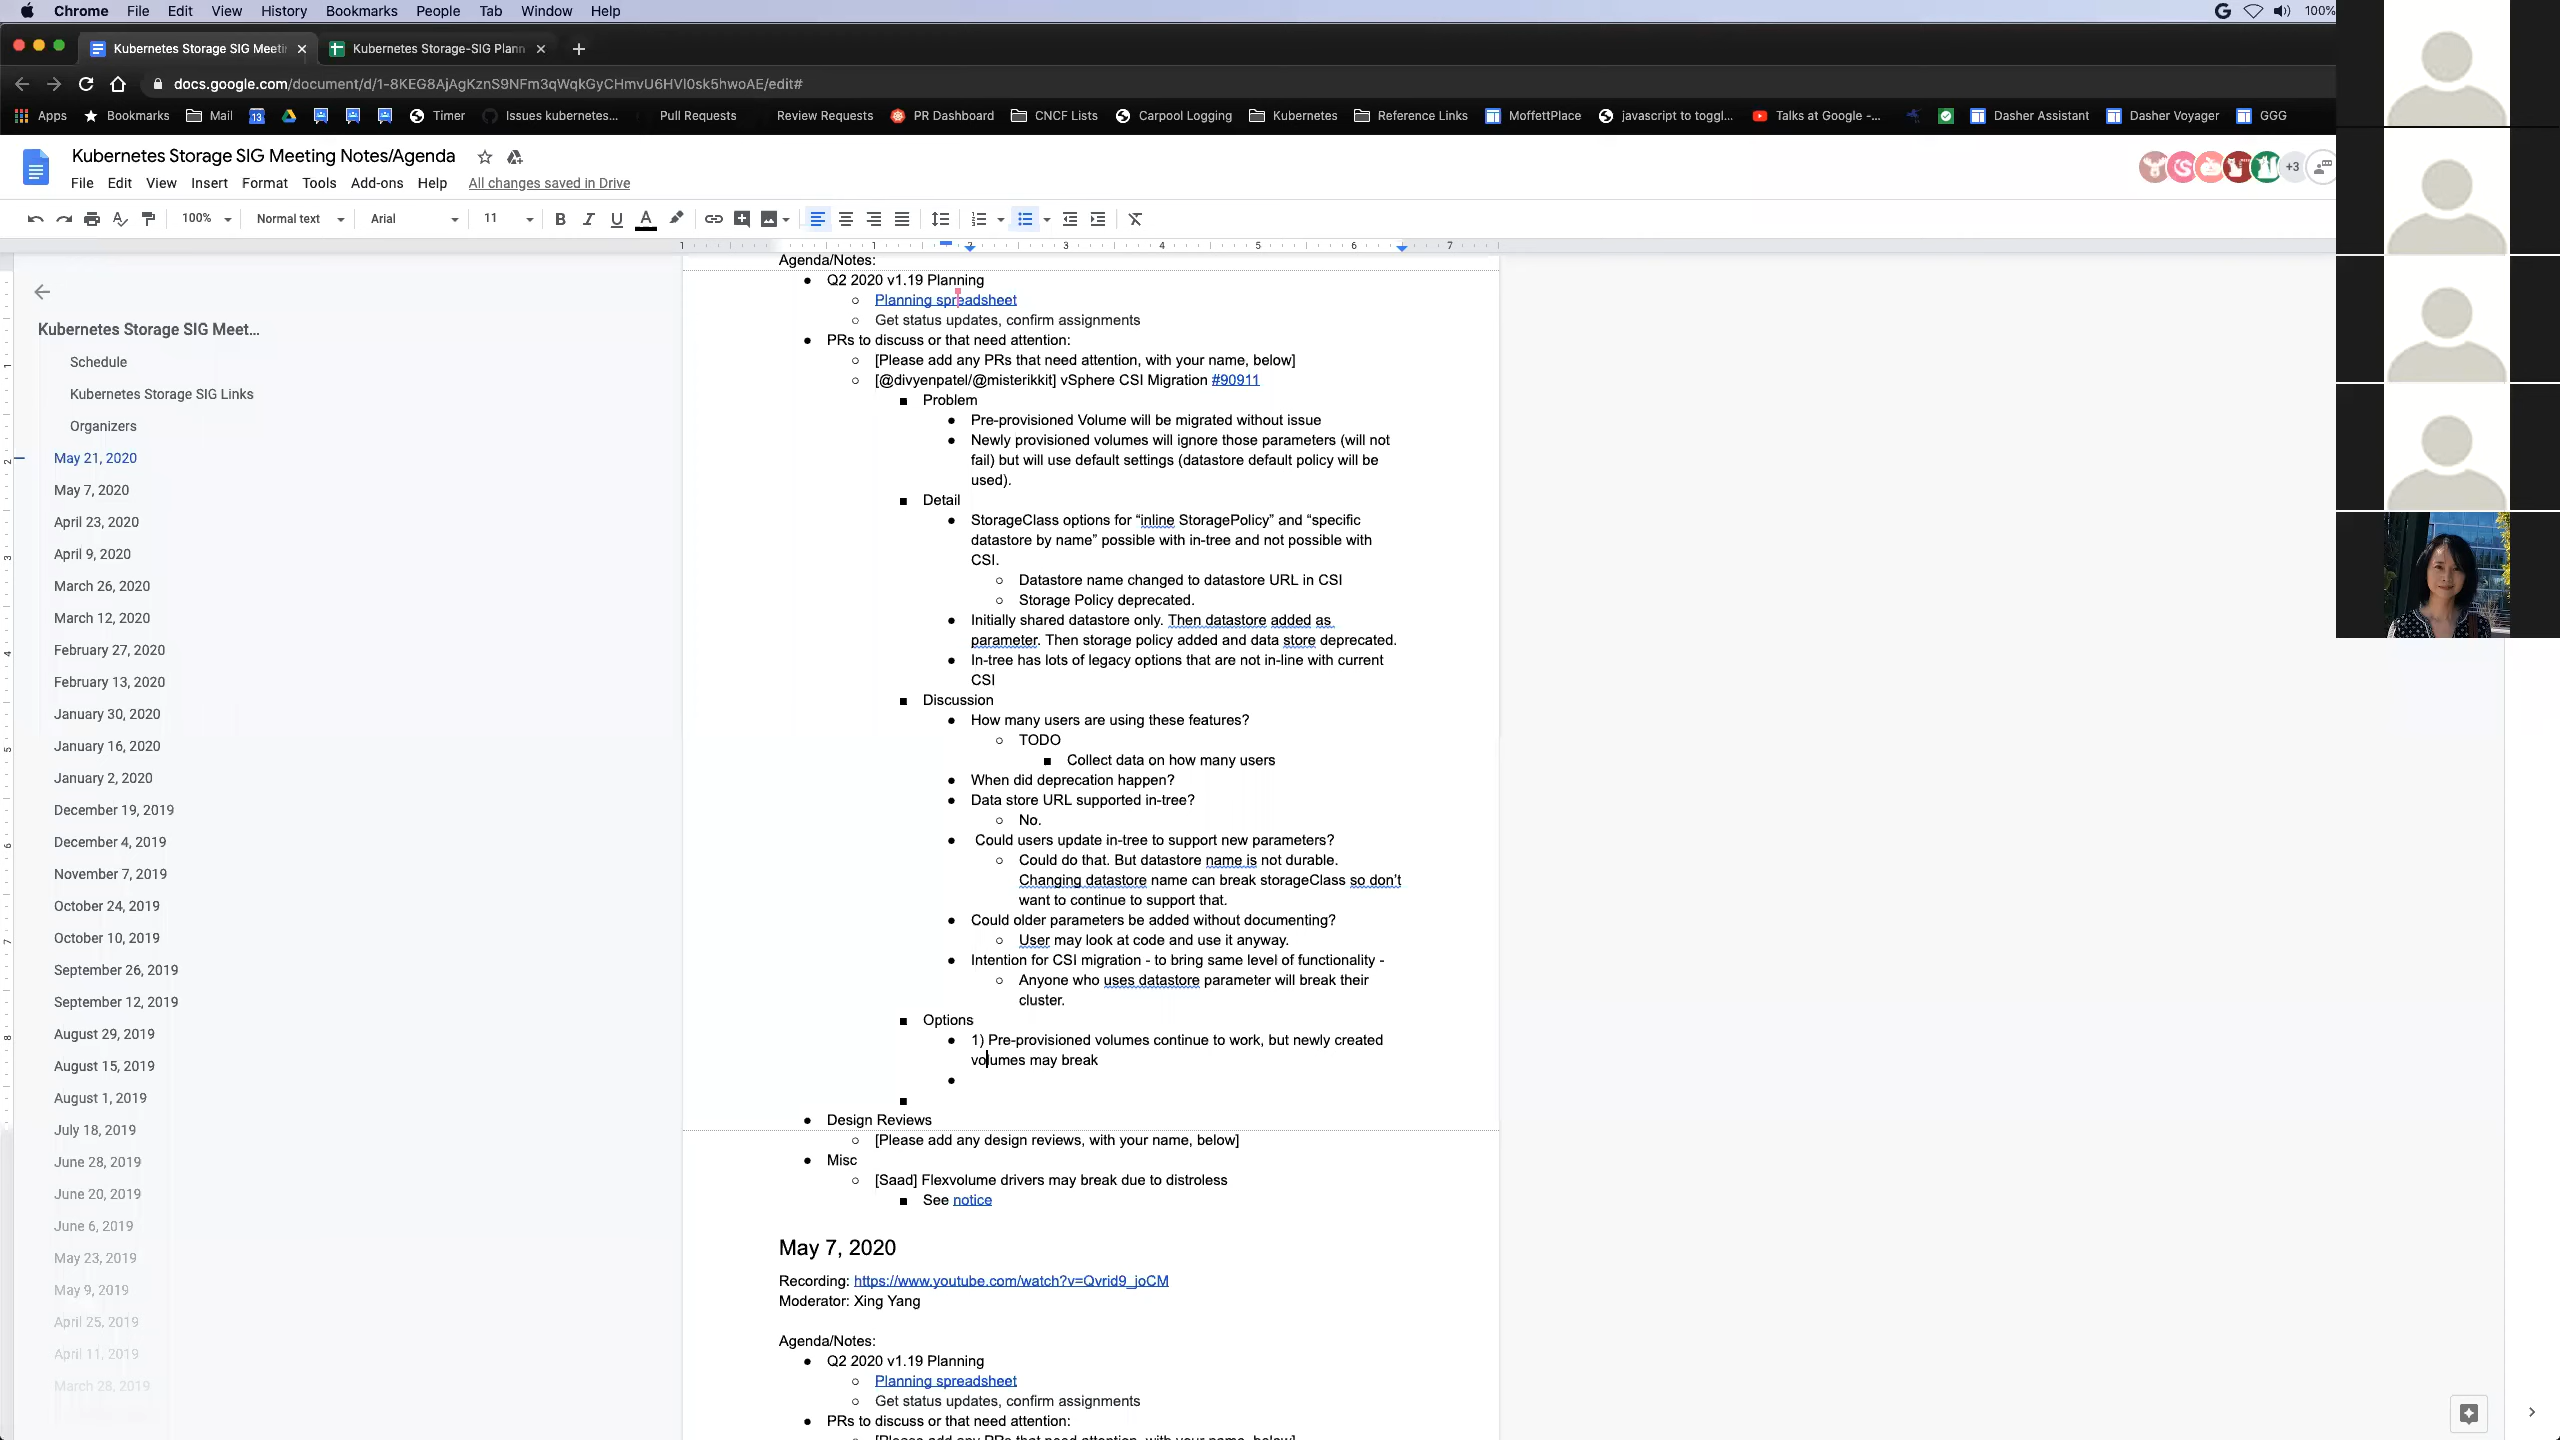 Chrome File Edit View History Bookmarks People Tab Window Help 100%
Kubernetes Storage SIG Meeti Kubernetes Storage-SIG Plann
docs.google.com/document/d/1-8KEG8AjAgKznS9NFm3qWqkGyCHmvU6HVI0sk5hwoAE/edit#
Apps Bookmarks Mail 13 Timer Issues kubernetes... Pull Requests Review Requests PR Dashboard CNCF Lists Carpool Logging Kubernetes Reference Links MoffettPlace javascript to toggl... Talks at Google -... Dasher Assistant Dasher Voyager GGG
Kubernetes Storage SIG Meeting Notes/Agenda
File Edit View Insert Format Tools Add-ons Help All changes saved in Drive
+3
100% Normal text Arial 11 B I U A
1 1 2 3 4 5 6 7
Kubernetes Storage SIG Meet...
Schedule
Kubernetes Storage SIG Links
Organizers
May 21, 2020
May 7, 2020
April 23, 2020
April 9, 2020
March 26, 2020
March 12, 2020
February 27, 2020
February 13, 2020
January 30, 2020
January 16, 2020
January 2, 2020
December 19, 2019
December 4, 2019
November 7, 2019
October 24, 2019
October 10, 2019
September 26, 2019
September 12, 2019
August 29, 2019
August 15, 2019
August 1, 2019
July 18, 2019
June 28, 2019
June 20, 2019
June 6, 2019
May 23, 2019
May 9, 2019
April 25, 2019
April 11, 2019
March 28, 2019
Agenda/Notes:
● Q2 2020 v1.19 Planning
○ Planning spreadsheet
○ Get status updates, confirm assignments
● PRs to discuss or that need attention:
○ [Please add any PRs that need attention, with your name, below]
○ [@divyenpatel/@misterikkit] vSphere CSI Migration #90911
■ Problem
● Pre-provisioned Volume will be migrated without issue
● Newly provisioned volumes will ignore those parameters (will not
fail) but will use default settings (datastore default policy will be
used).
■ Detail
● StorageClass options for “inline StoragePolicy” and “specific
datastore by name” possible with in-tree and not possible with
CSI.
○ Datastore name changed to datastore URL in CSI
○ Storage Policy deprecated.
● Initially shared datastore only. Then datastore added as
parameter. Then storage policy added and data store deprecated.
● In-tree has lots of legacy options that are not in-line with current
CSI
■ Discussion
● How many users are using these features?
○ TODO
■ Collect data on how many users
● When did deprecation happen?
● Data store URL supported in-tree?
○ No.
● Could users update in-tree to support new parameters?
○ Could do that. But datastore name is not durable.
Changing datastore name can break storageClass so don’t
want to continue to support that.
● Could older parameters be added without documenting?
○ User may look at code and use it anyway.
● Intention for CSI migration - to bring same level of functionality -
○ Anyone who uses datastore parameter will break their
cluster.
■ Options
● 1) Pre-provisioned volumes continue to work, but newly created
volumes may break
●
■
● Design Reviews
○ [Please add any design reviews, with your name, below]
● Misc
○ [Saad] Flexvolume drivers may break due to distroless
■ See notice
May 7, 2020
Recording: https://www.youtube.com/watch?v=Qvrid9_joCM
Moderator: Xing Yang
Agenda/Notes:
● Q2 2020 v1.19 Planning
○ Planning spreadsheet
○ Get status updates, confirm assignments
● PRs to discuss or that need attention:
[Please add any PRs that need attention, with your name, below]